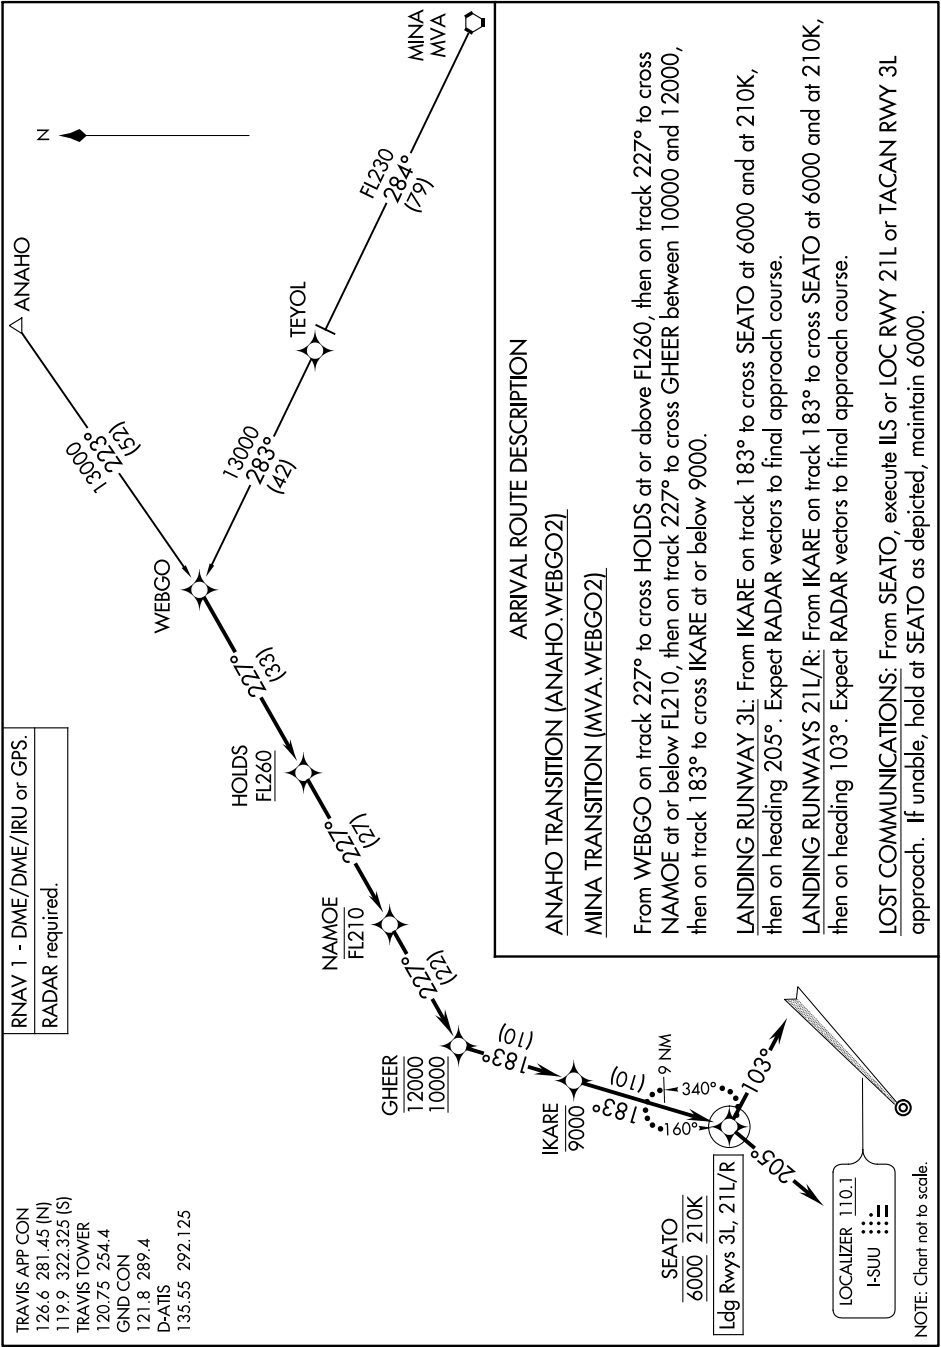 RNAV 1 - DME/DME/IRU or GPS.
RADAR required.
TRAVIS APP CON
126.6 281.45 (N)
119.9 322.325 (S)
TRAVIS TOWER
120.75 254.4
GND CON
121.8 289.4
D-ATIS
135.55 292.125
N
ANAHO
13000
223°
(52)
MINA
MVA
FL230
284°
(79)
TEYOL
13000
283°
(42)
WEBGO
227°
(33)
HOLDS
FL260
227°
(27)
NAMOE
FL210
227°
(22)
GHEER
12000
10000
183°
(10)
IKARE
9000
183°
(10)
9 NM
340°
160°
SEATO
6000 210K
Ldg Rwys 3L, 21L/R
103°
205°
LOCALIZER 110.1
I-SUU
NOTE: Chart not to scale.
ARRIVAL ROUTE DESCRIPTION
ANAHO TRANSITION (ANAHO.WEBGO2)
MINA TRANSITION (MVA.WEBGO2)
From WEBGO on track 227° to cross HOLDS at or above FL260, then on track 227° to cross
NAMOE at or below FL210, then on track 227° to cross GHEER between 10000 and 12000,
then on track 183° to cross IKARE at or below 9000.
LANDING RUNWAY 3L: From IKARE on track 183° to cross SEATO at 6000 and at 210K,
then on heading 205°. Expect RADAR vectors to final approach course.
LANDING RUNWAYS 21L/R: From IKARE on track 183° to cross SEATO at 6000 and at 210K,
then on heading 103°. Expect RADAR vectors to final approach course.
LOST COMMUNICATIONS: From SEATO, execute ILS or LOC RWY 21L or TACAN RWY 3L
approach. If unable, hold at SEATO as depicted, maintain 6000.